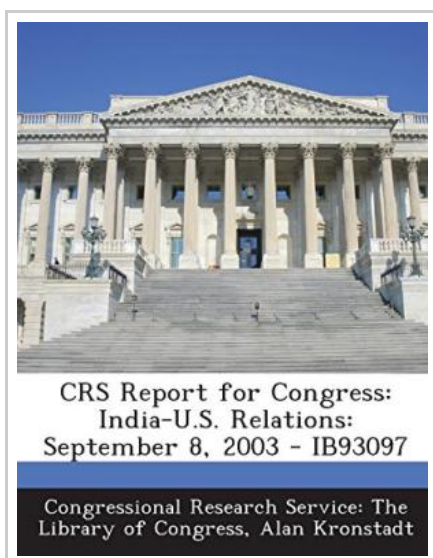 CRS Report for Congress:
India-U.S. Relations:
September 8, 2003 - IB93097
Congressional Research Service: The
Library of Congress, Alan Kronstadt